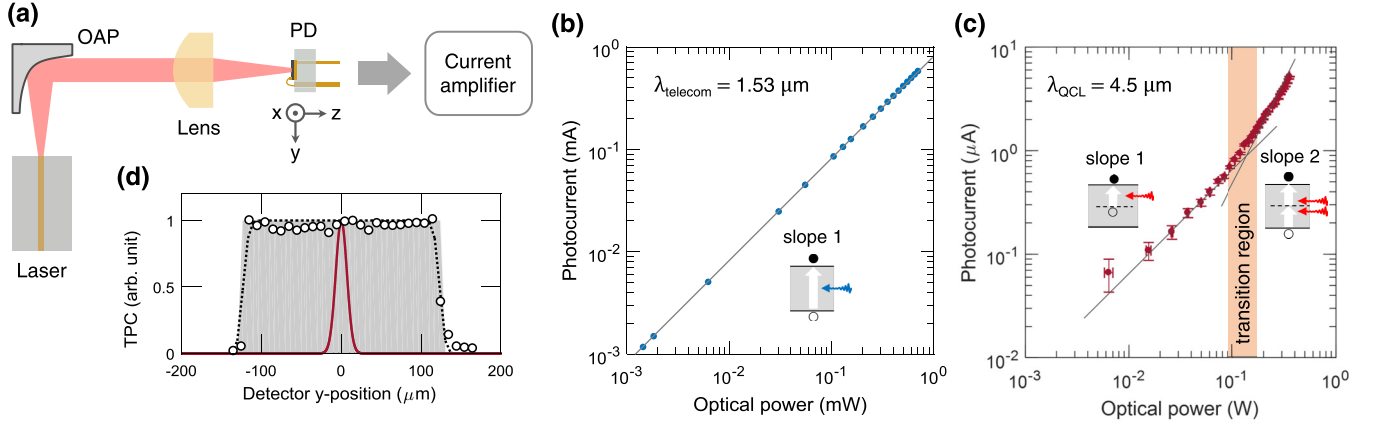 (a)
OAP
PD
Current
amplifier
Lens
x
z
y
Laser
(b)
λtelecom = 1.53 μm
slope 1
Photocurrent (mA)
10^0
10^-1
10^-2
10^-3
10^-3
10^-2
10^-1
10^0
Optical power (mW)
(c)
λQCL = 4.5 μm
slope 1
slope 2
transition region
Photocurrent (μA)
10^1
10^0
10^-1
10^-2
10^-3
10^-2
10^-1
10^0
Optical power (W)
(d)
TPC (arb. unit)
1
0.5
0
-200
-100
0
100
200
Detector y-position (μm)